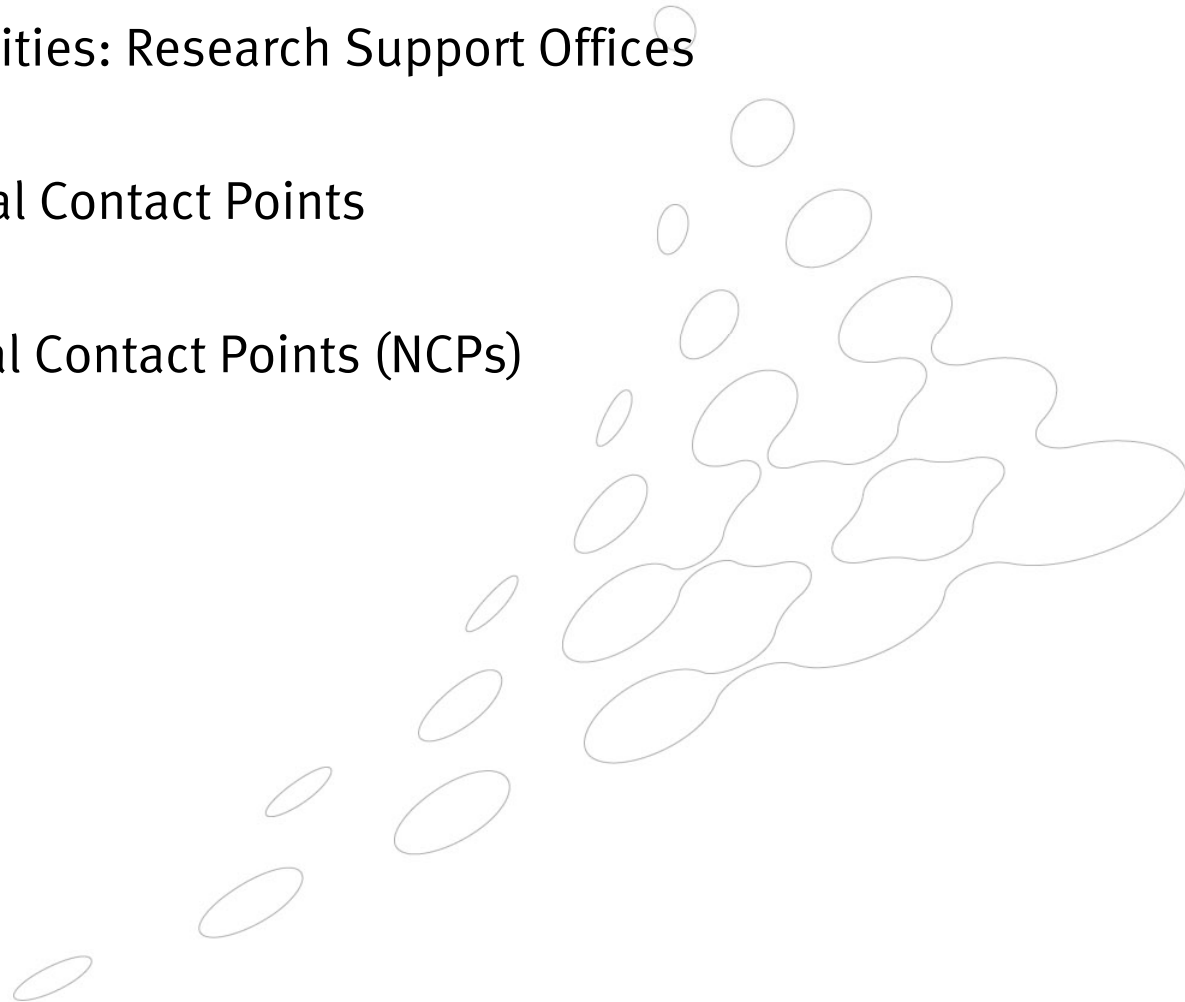 ities: Research Support Offices
al Contact Points
al Contact Points (NCPs)